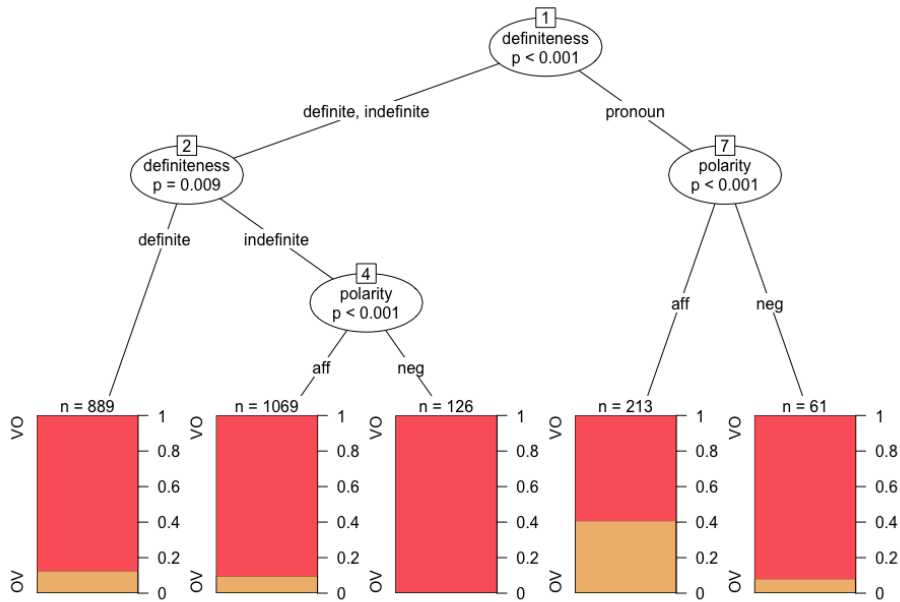 1
definiteness
p < 0.001
definite, indefinite
pronoun
2
definiteness
p = 0.009
7
polarity
p < 0.001
definite
indefinite
4
polarity
p < 0.001
aff
neg
aff
neg
n = 889
n = 1069
n = 126
n = 213
n = 61
VO
OV
1
0.8
0.6
0.4
0.2
0
VO
OV
1
0.8
0.6
0.4
0.2
0
VO
OV
1
0.8
0.6
0.4
0.2
0
VO
OV
1
0.8
0.6
0.4
0.2
0
VO
OV
1
0.8
0.6
0.4
0.2
0